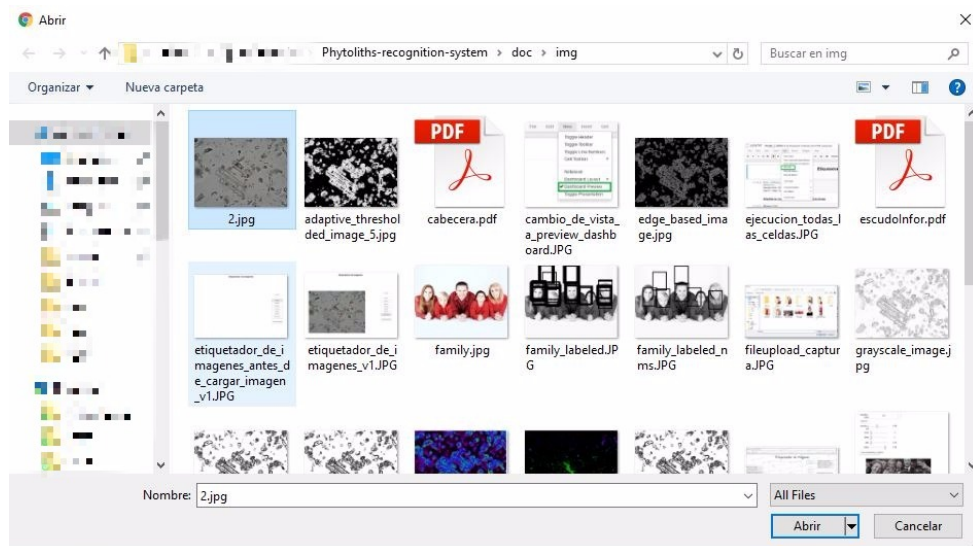 Abrir
Phytoliths-recognition-system > doc > img
Buscar en img
Organizar
Nueva carpeta
PDF
PDF
2.jpg
adaptive_threshol
ded_image_5.jpg
cabecera.pdf
cambio_de_vista_
a_preview_dashb
oard.JPG
edge_based_ima
ge.jpg
ejecucion_todas_l
as_celdas.JPG
escudoInfor.pdf
etiquetador_de_i
magenes_antes_d
e_cargar_imagen
_v1.JPG
etiquetador_de_i
magenes_v1.JPG
family.jpg
family_labeled.JP
G
family_labeled_n
ms.JPG
fileupload_captur
a.JPG
grayscale_image.j
pg
Nombre: 2.jpg
All Files
Abrir
Cancelar